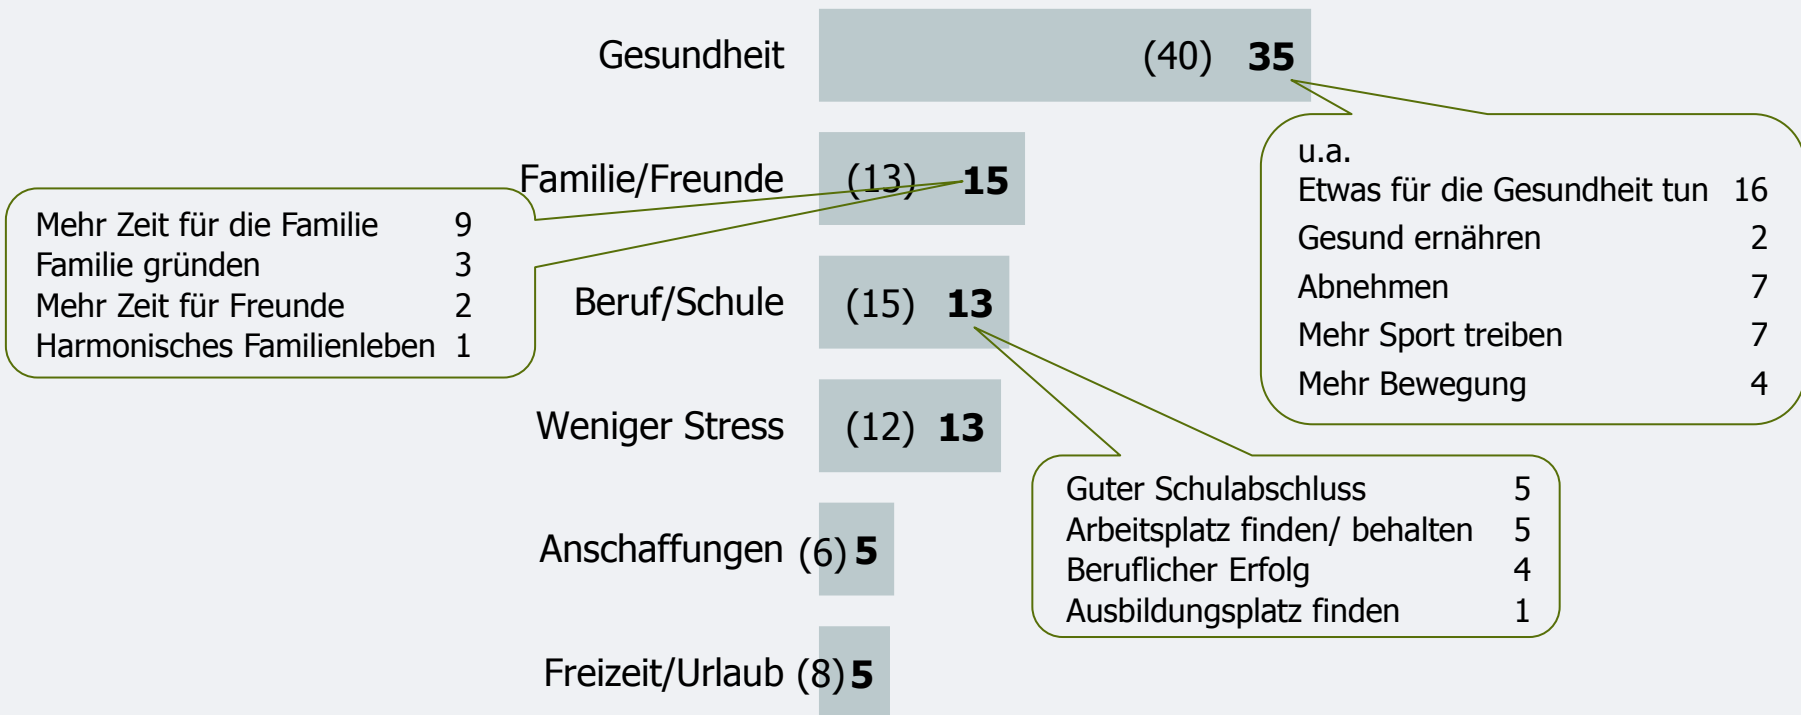 Gesundheit (40) 35
Familie/Freunde (13) 15
Mehr Zeit für die Familie 9
Familie gründen 3
Mehr Zeit für Freunde 2
Harmonisches Familienleben 1
u.a.
Etwas für die Gesundheit tun 16
Gesund ernähren 2
Abnehmen 7
Mehr Sport treiben 7
Mehr Bewegung 4
Beruf/Schule (15) 13
Weniger Stress (12) 13
Guter Schulabschluss 5
Arbeitsplatz finden/ behalten 5
Beruflicher Erfolg 4
Ausbildungsplatz finden 1
Anschaffungen (6) 5
Freizeit/Urlaub (8) 5